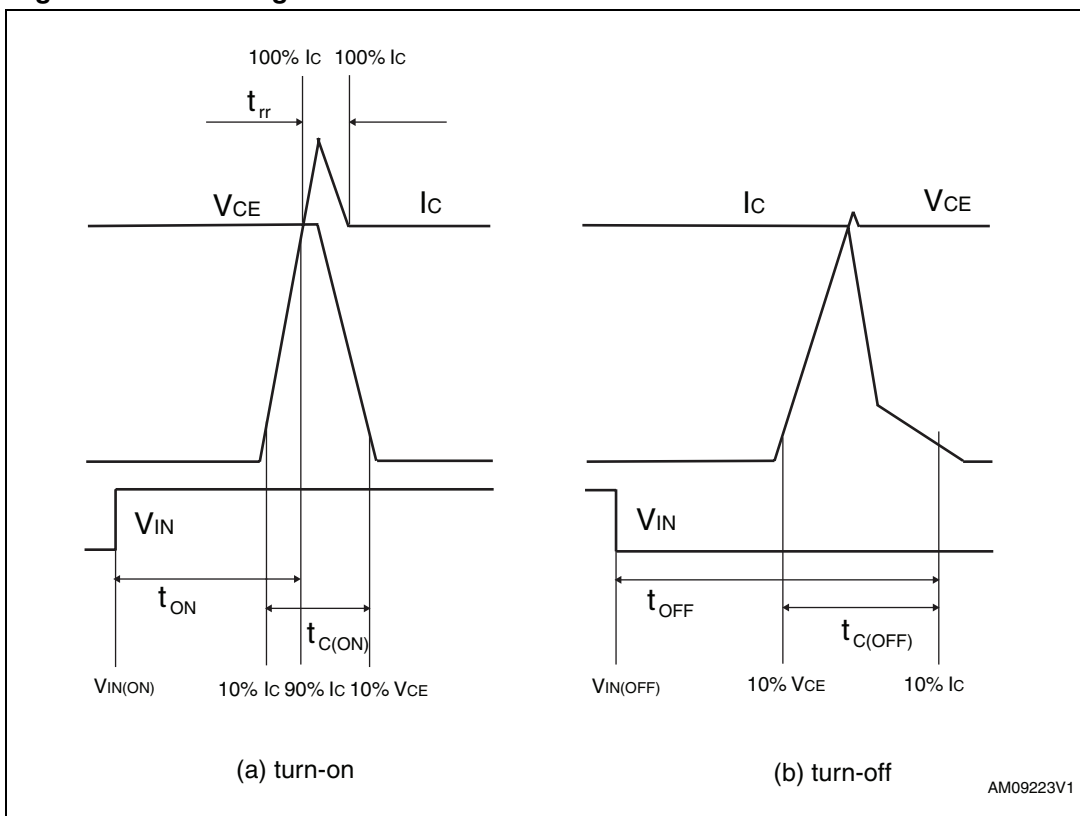 100% IC 100% IC
trr
VCE IC
VIN
tON
tC(ON)
VIN(ON) 10% IC 90% IC 10% VCE
(a) turn-on
IC VCE
VIN
tOFF
tC(OFF)
VIN(OFF) 10% VCE 10% IC
(b) turn-off
AM09223V1